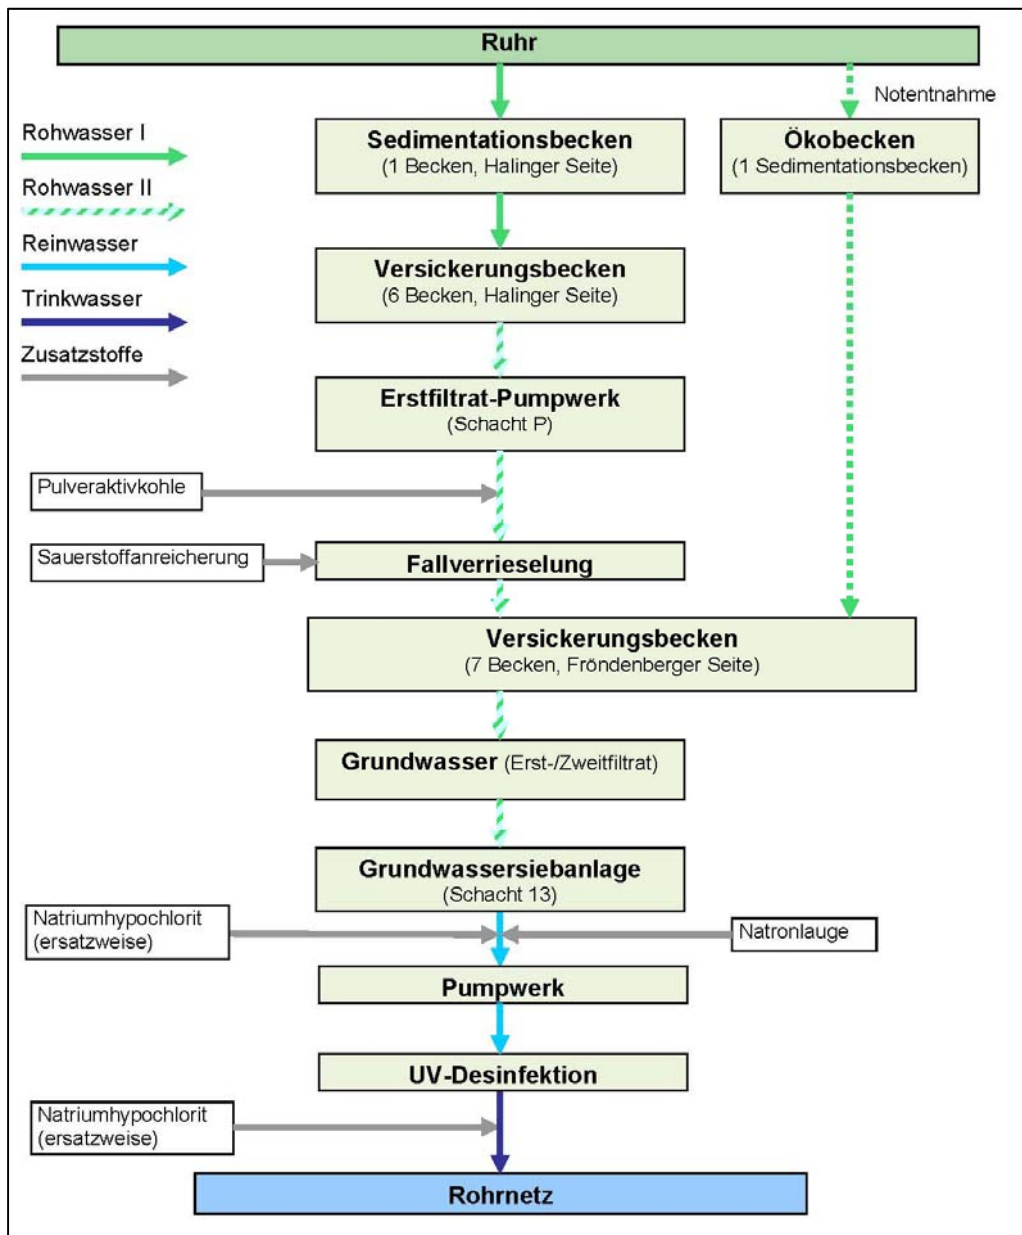 Ruhr
Notentnahme
Rohwasser I
Rohwasser II
Reinwasser
Trinkwasser
Zusatzstoffe
Sedimentationsbecken
(1 Becken, Halinger Seite)
Ökobecken
(1 Sedimentationsbecken)
Versickerungsbecken
(6 Becken, Halinger Seite)
Erstfiltrat-Pumpwerk
(Schacht P)
Pulveraktivkohle
Sauerstoffanreicherung
Fallverrieselung
Versickerungsbecken
(7 Becken, Fröndenberger Seite)
Grundwasser (Erst-/Zweitfiltrat)
Grundwassersiebanlage
(Schacht 13)
Natriumhypochlorit
(ersatzweise)
Natronlauge
Pumpwerk
UV-Desinfektion
Natriumhypochlorit
(ersatzweise)
Rohrnetz